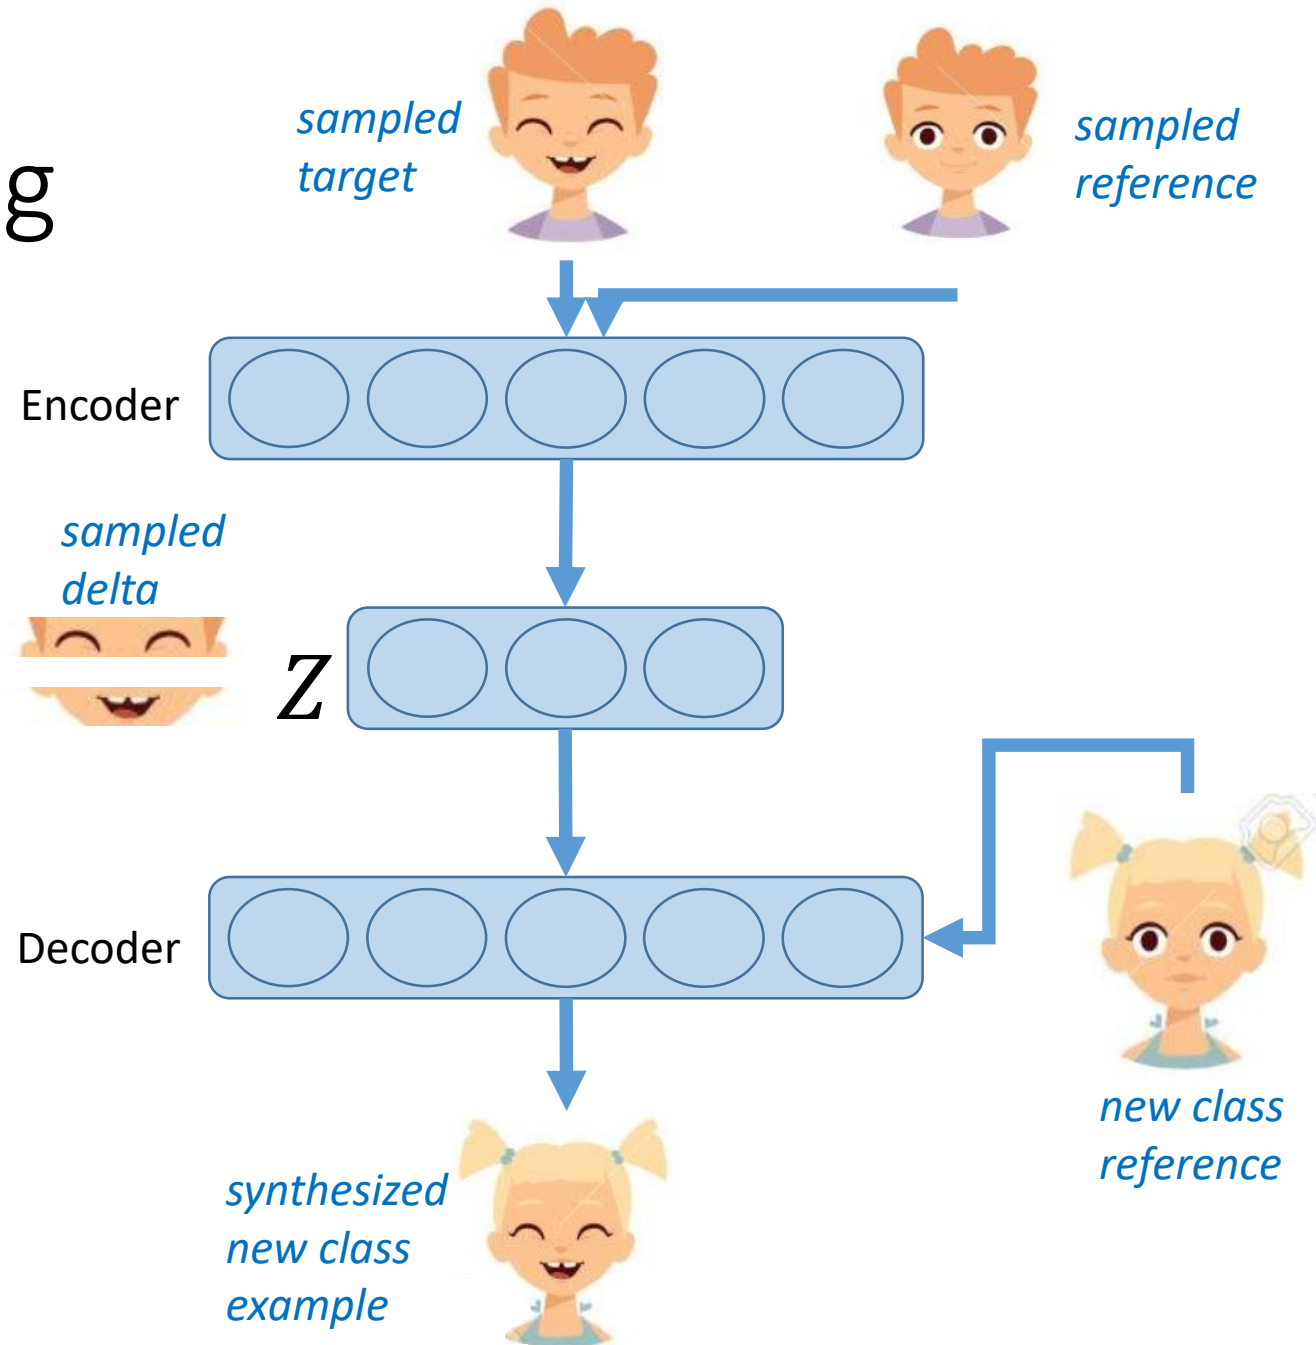 sampled
target
sampled
reference
g
Encoder
sampled
delta
Z
Decoder
new class
reference
synthesized
new class
example